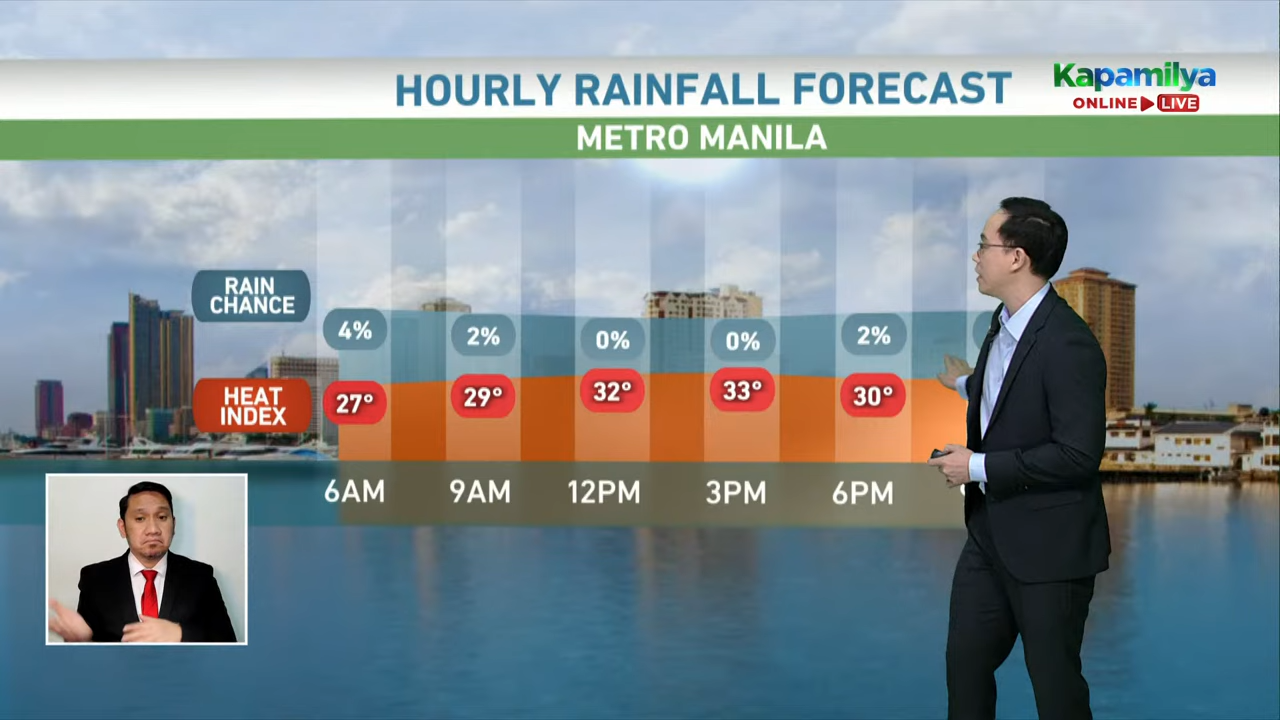 HOURLY RAINFALL FORECAST
Kapamilya
ONLINE LIVE
METRO MANILA
RAIN
CHANCE
4% 2% 0% 0% 2%
HEAT
INDEX
27° 29° 32° 33° 30°
6AM 9AM 12PM 3PM 6PM